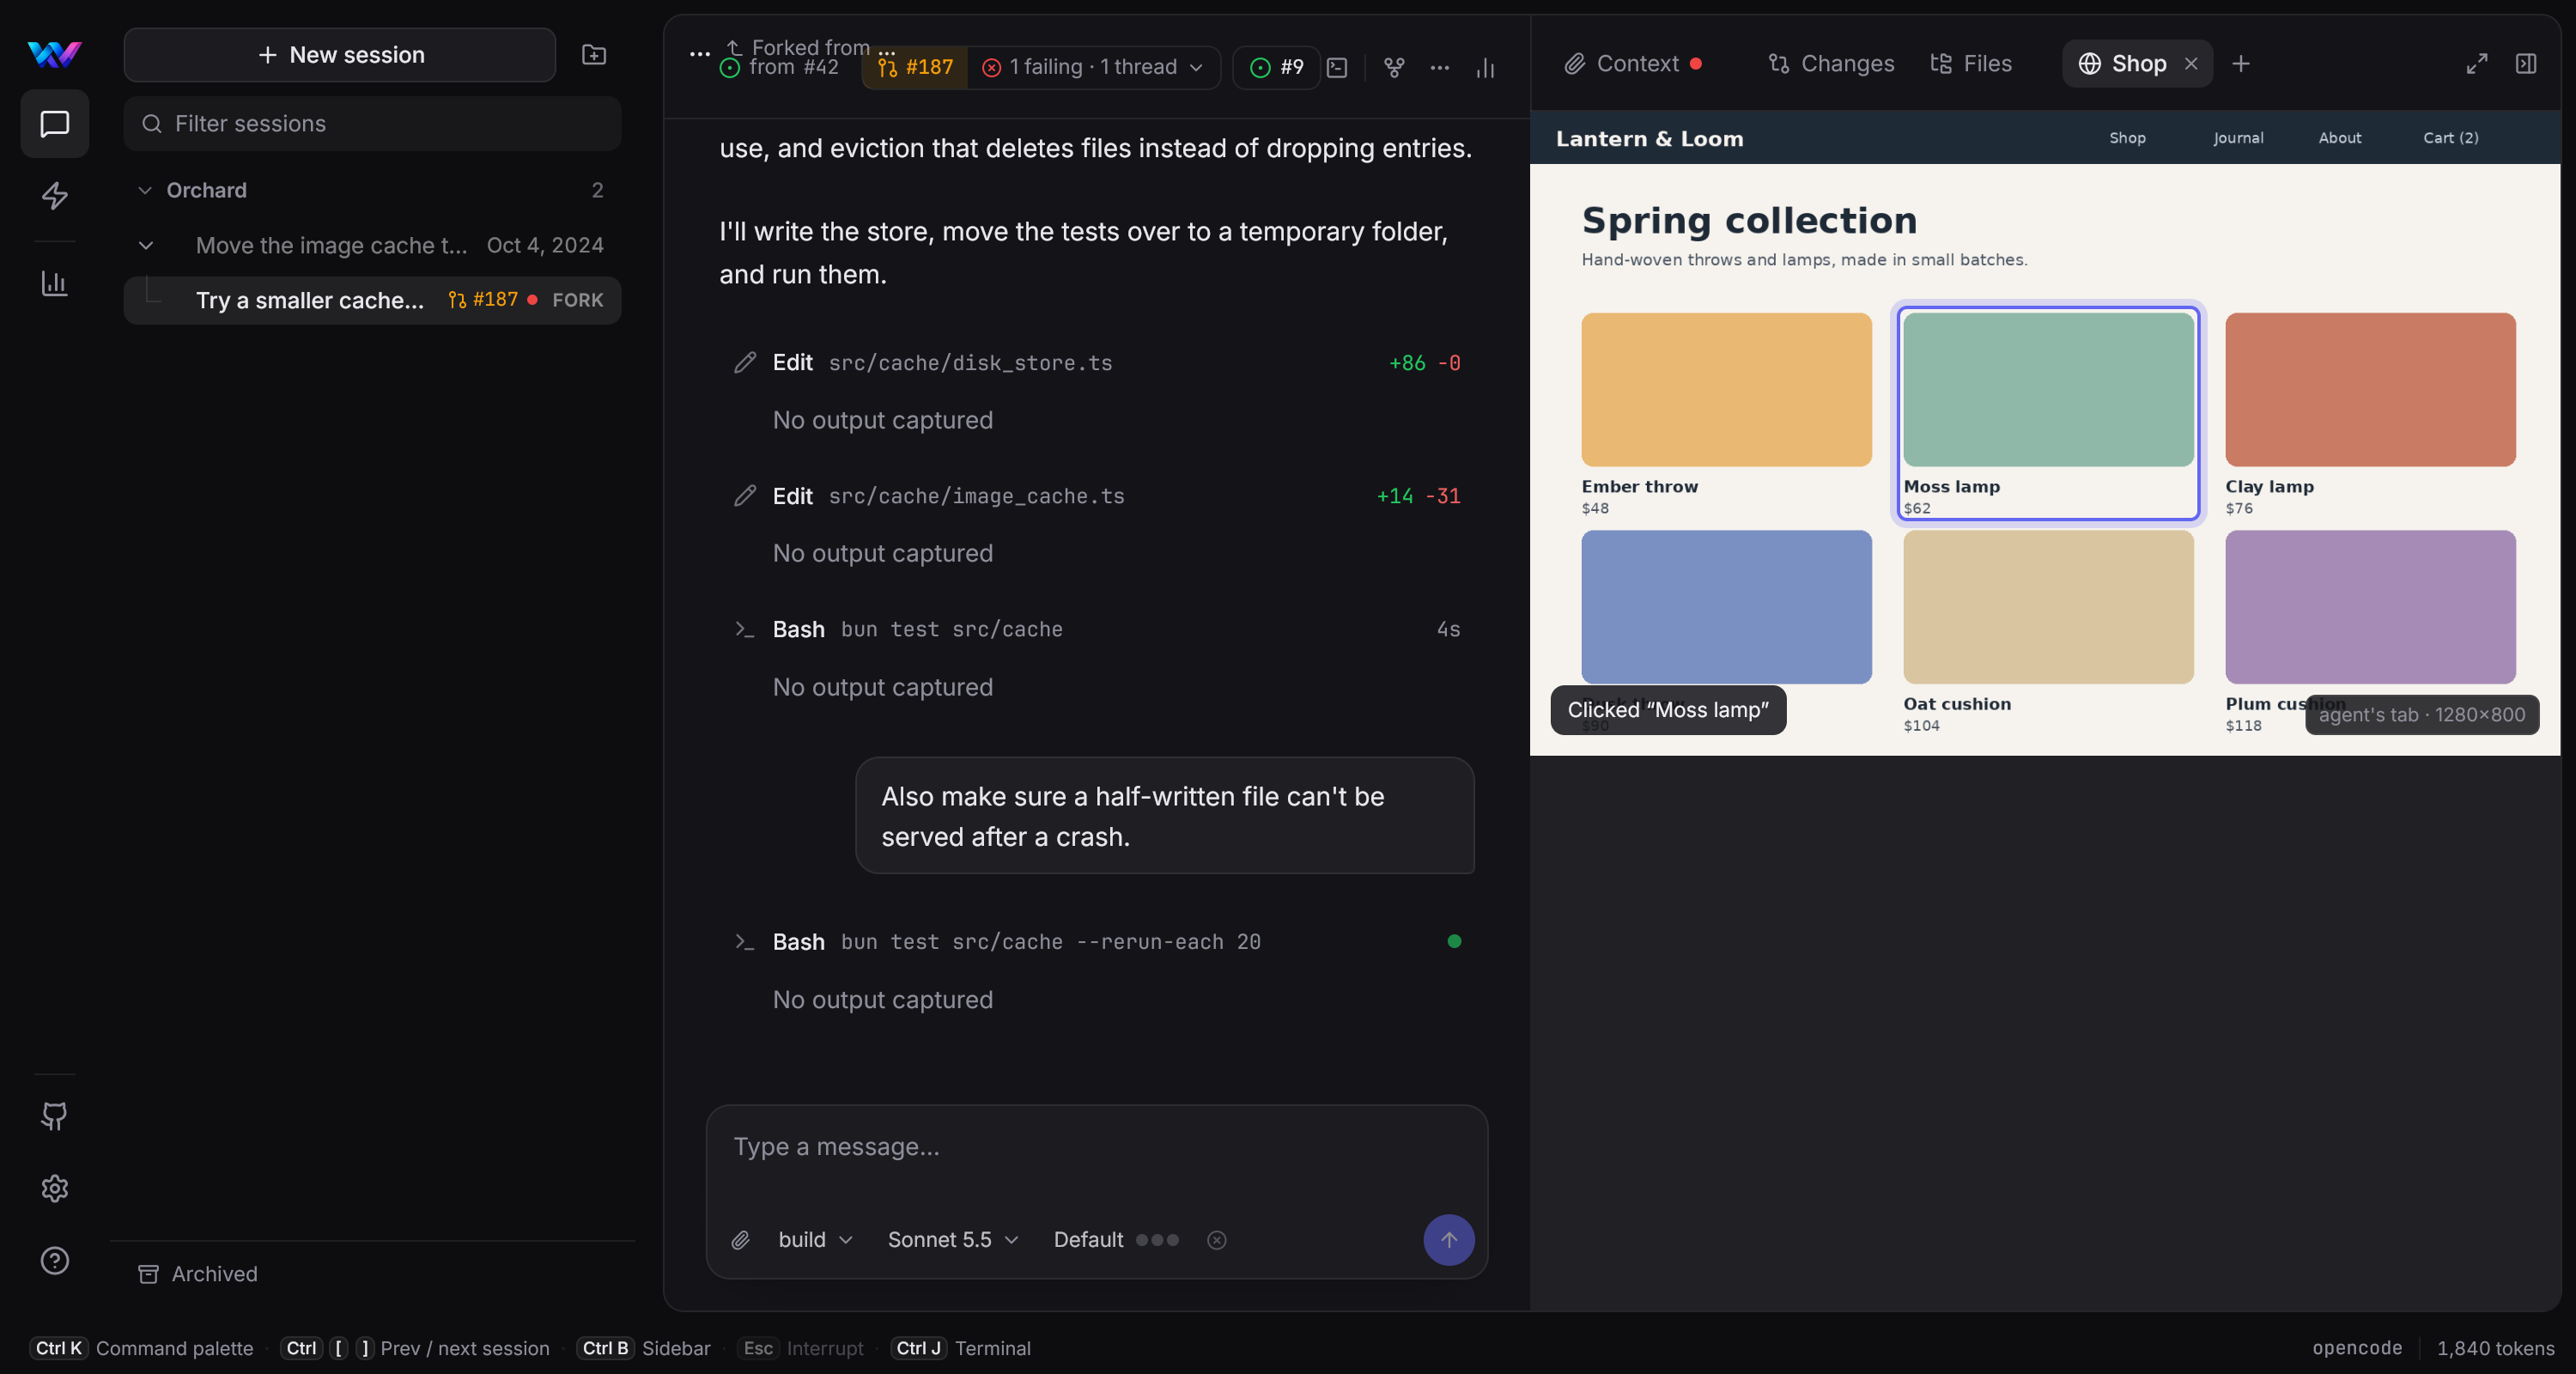 New session
Filter sessions
Orchard
2
Move the image cache t...
Oct 4, 2024
Try a smaller cache...
#187
FORK
Archived
...
Forked from ...
from #42
#187
1 failing · 1 thread
#9
use, and eviction that deletes files instead of dropping entries.
I'll write the store, move the tests over to a temporary folder,
and run them.
Edit src/cache/disk_store.ts
+86 -0
No output captured
Edit src/cache/image_cache.ts
+14 -31
No output captured
Bash bun test src/cache
4s
No output captured
Also make sure a half-written file can't be
served after a crash.
Bash bun test src/cache --rerun-each 20
No output captured
Type a message...
build
Sonnet 5.5
Default
Context
Changes
Files
Shop
Lantern & Loom
Shop
Journal
About
Cart (2)
Spring collection
Hand-woven throws and lamps, made in small batches.
Ember throw
$48
Moss lamp
$62
Clay lamp
$76
$90
Clicked “Moss lamp”
Oat cushion
$104
Plum cushion
$118
agent's tab · 1280×800
Ctrl K Command palette · Ctrl [ ] Prev / next session · Ctrl B Sidebar · Esc Interrupt · Ctrl J Terminal
opencode
1,840 tokens